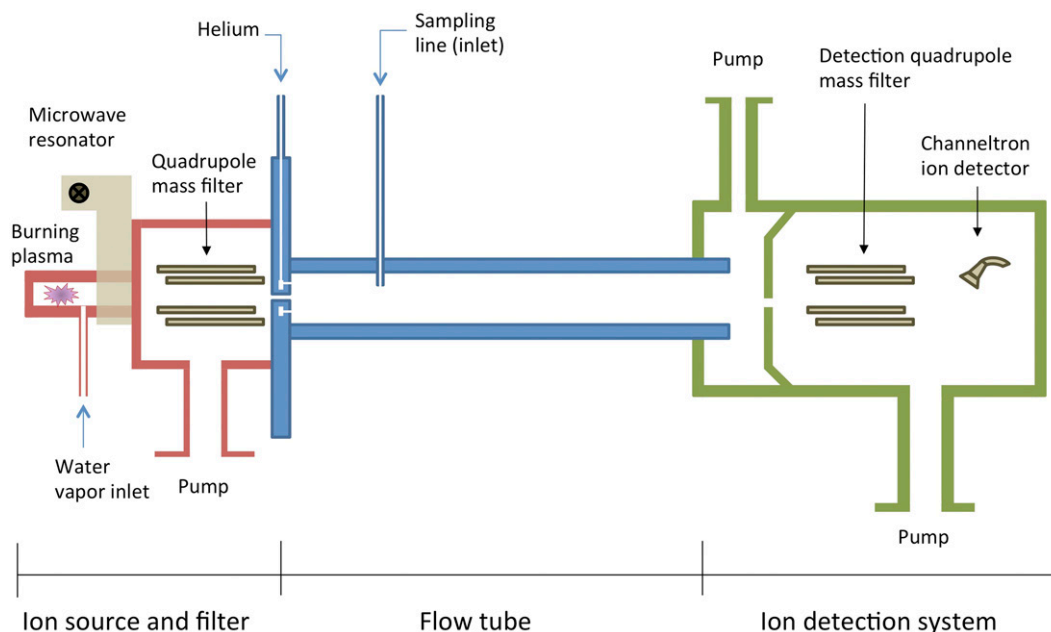 Helium
Sampling
line (inlet)
Pump
Detection quadrupole
mass filter
Microwave
resonator
Quadrupole
mass filter
Channeltron
ion detector
Burning
plasma
Water
vapor inlet
Pump
Pump
Ion source and filter
Flow tube
Ion detection system